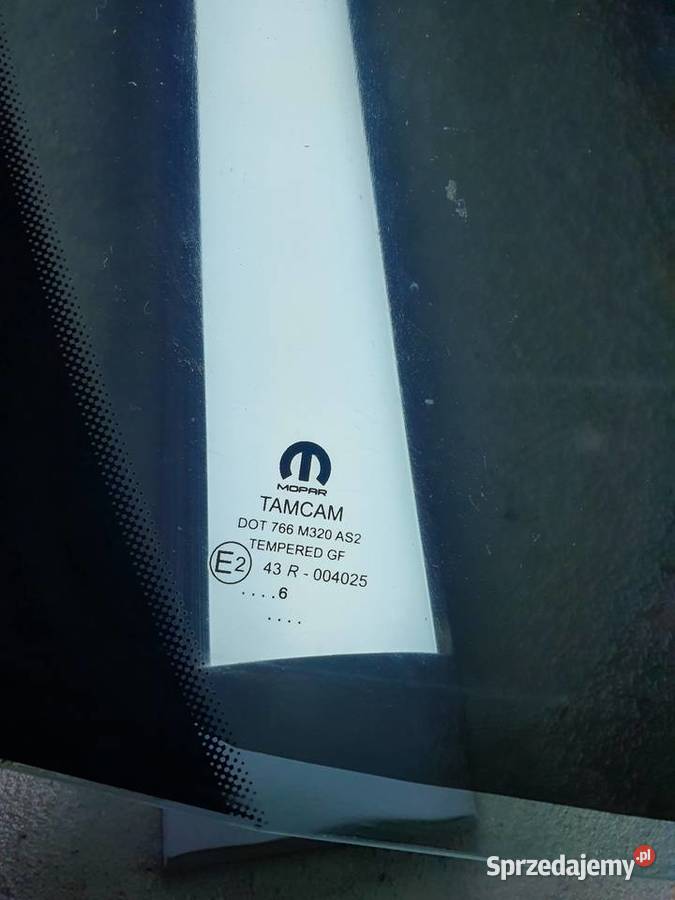 MOPAR
TAMCAM
DOT 766 M320 AS2
TEMPERED GF
E2 43 R - 004025
....6
....
Sprzedajemy.pl